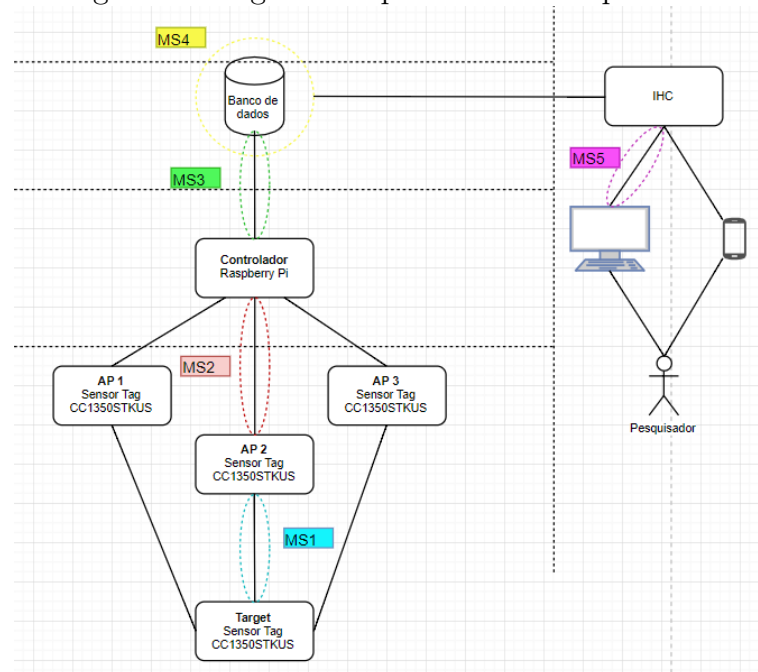 MS4
Banco de
dados
IHC
MS5
MS3
Controlador
Raspberry Pi
MS2
AP 1
Sensor Tag
CC1350STKUS
AP 3
Sensor Tag
CC1350STKUS
AP 2
Sensor Tag
CC1350STKUS
Pesquisador
MS1
Target
Sensor Tag
CC1350STKUS